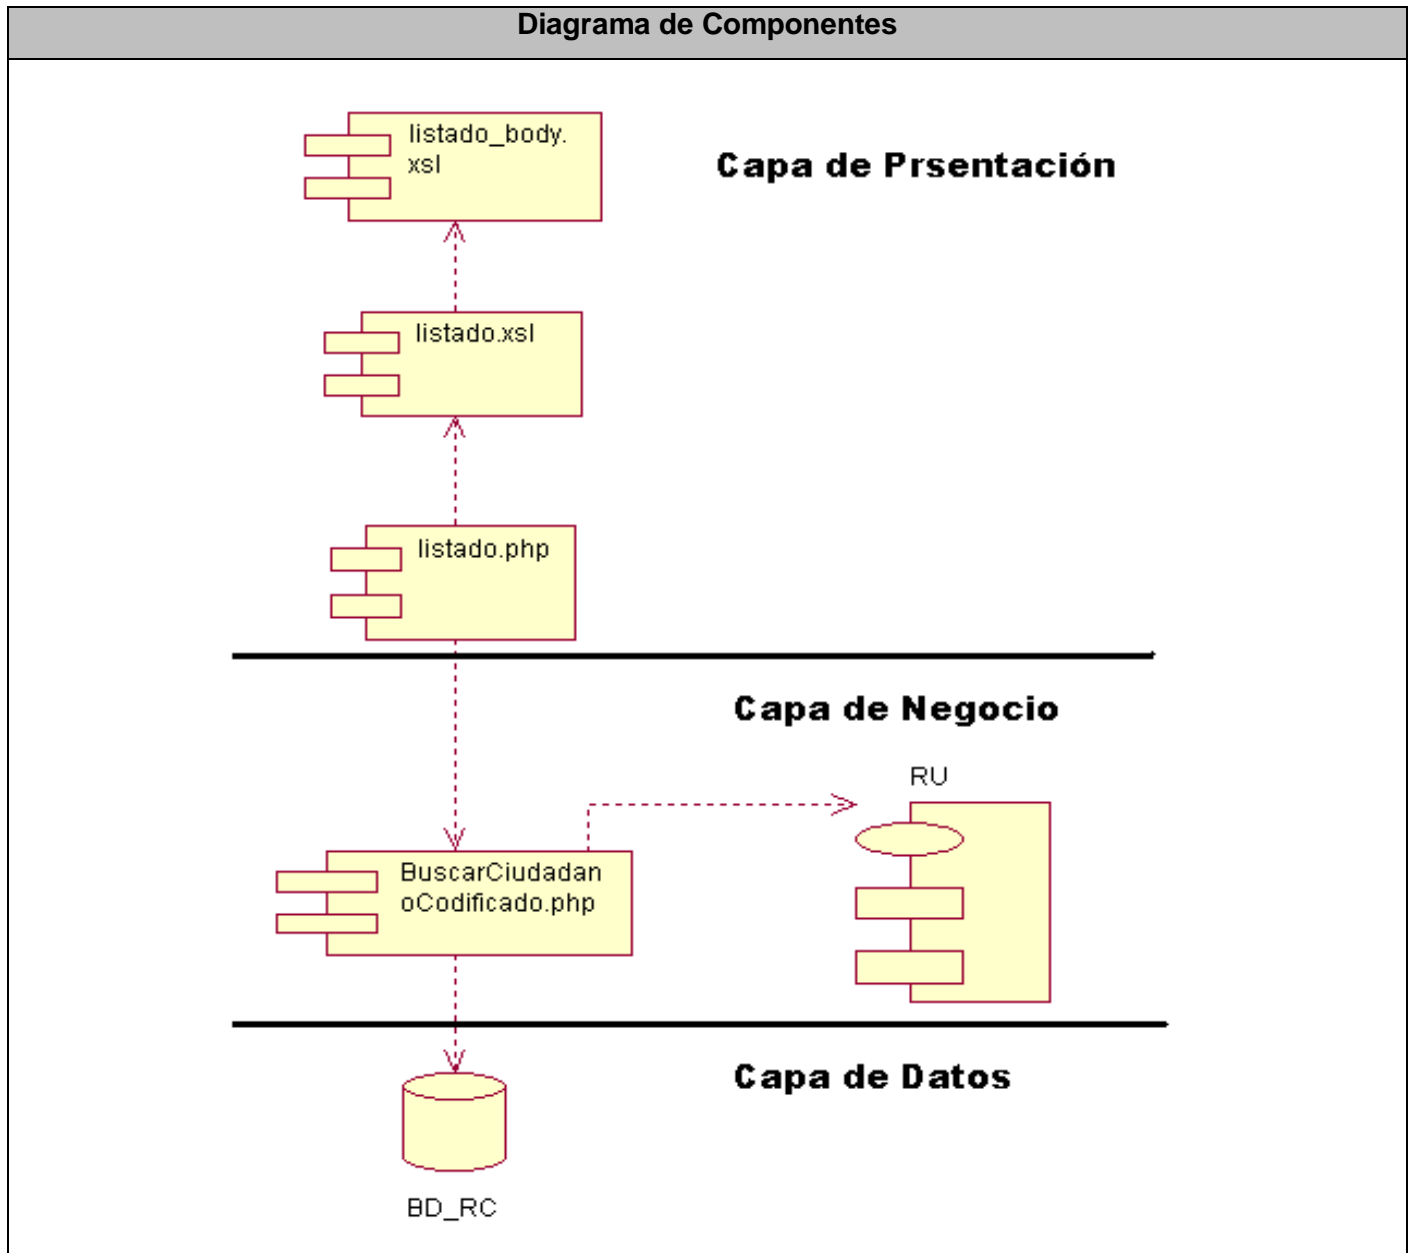 Diagrama de Componentes
listado_body.
xsl
Capa de Prsentación
listado.xsl
listado.php
Capa de Negocio
RU
BuscarCiudadan
oCodificado.php
Capa de Datos
BD_RC